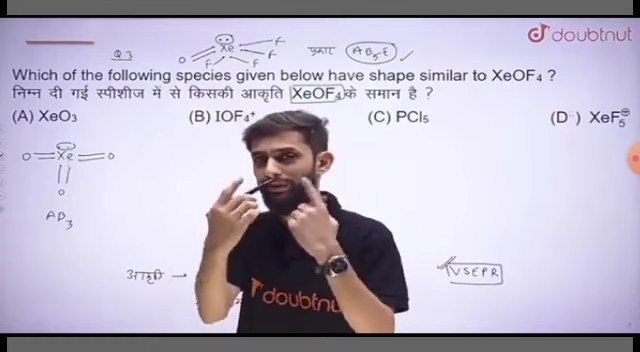 doubtnut
Q.3
Xe F
O F
F F
प्रकार AB5E
Which of the following species given below have shape similar to XeOF₄ ?
निम्न दी गई स्पीशीज में से किसकी आकृति XeOF₄ के समान है ?
(A) XeO₃ (B) IOF₄⁺ (C) PCl₅ (D) XeF₅⊕
O Xe O
O
AB3
आकृति → VSEPR
doubtnut